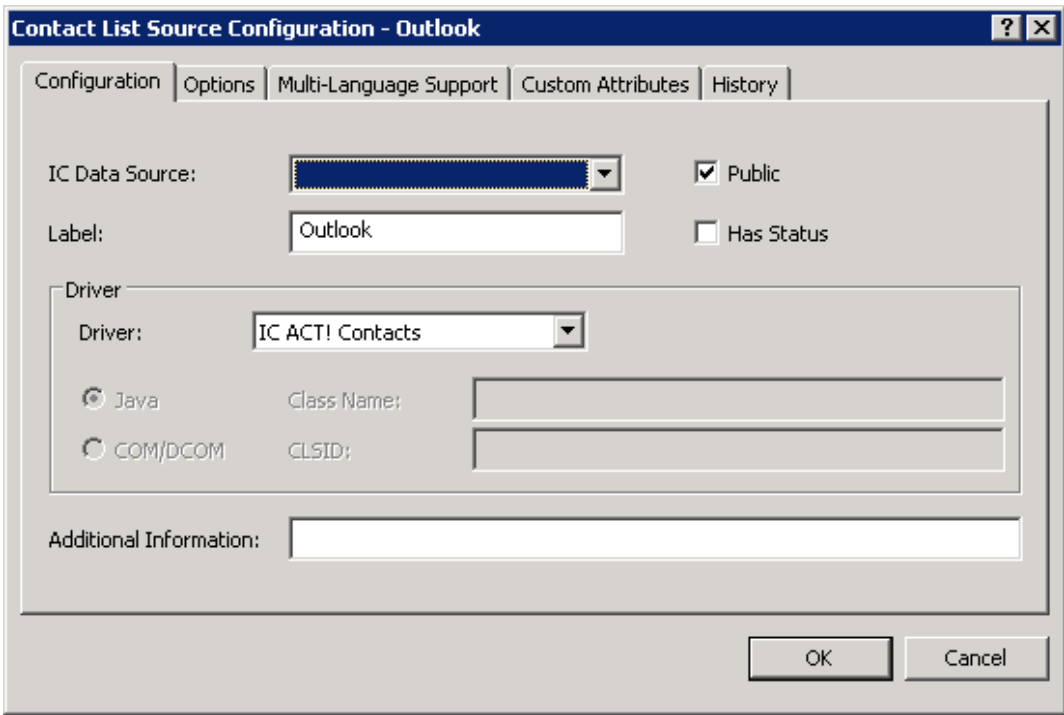 Contact List Source Configuration - Outlook
Configuration Options Multi-Language Support Custom Attributes History
IC Data Source: Public
Label: Outlook Has Status
Driver
Driver: IC ACT! Contacts
Java Class Name:
COM/DCOM CLSID:
Additional Information:
OK Cancel